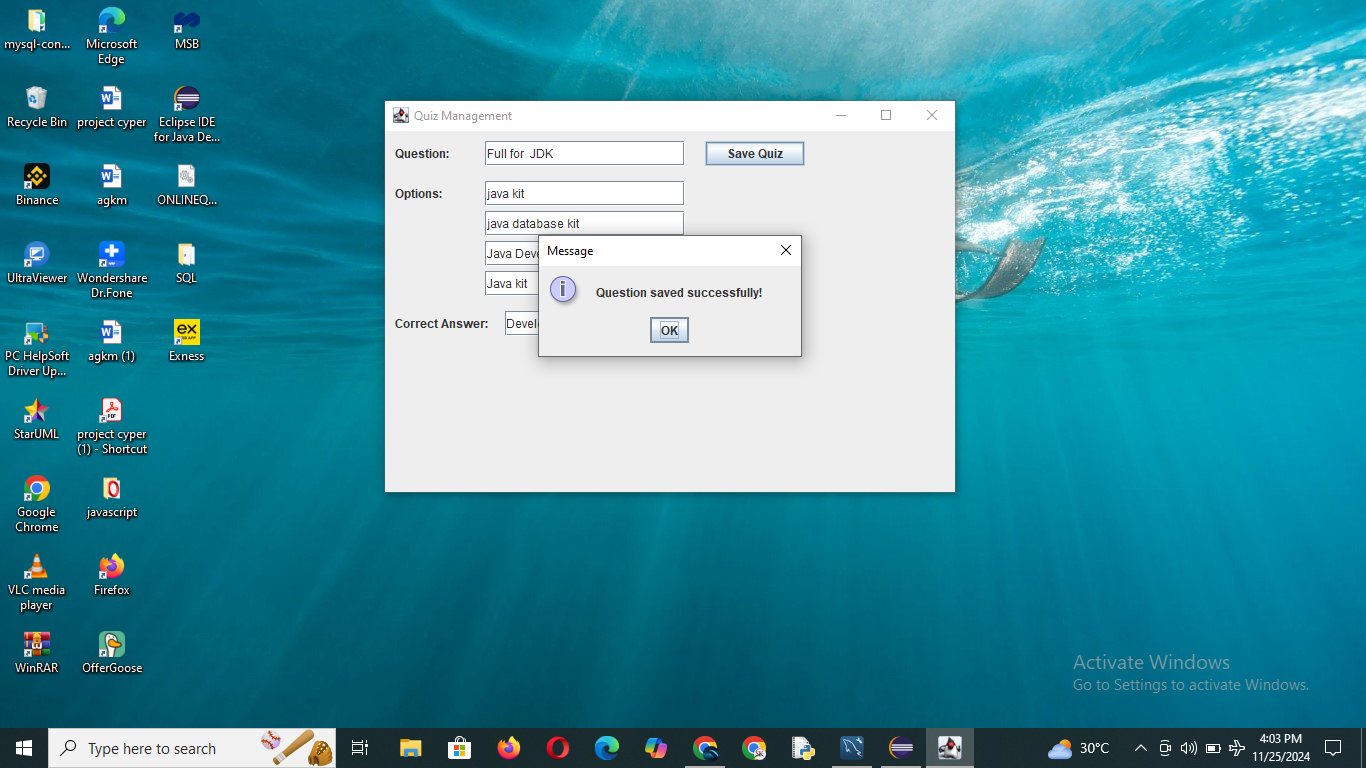 mysql-con...
Microsoft
Edge
MSB
Recycle Bin
project cyper
Eclipse IDE
for Java De...
Binance
agkm
ONLINEQ...
UltraViewer
Wondershare
Dr.Fone
SQL
PC HelpSoft
Driver Up...
agkm (1)
Exness
StarUML
project cyper
(1) - Shortcut
Google
Chrome
javascript
VLC media
player
Firefox
WinRAR
OfferGoose
Quiz Management
Question:
Full for  JDK
Save Quiz
Options:
java kit
java database kit
Java Deve
Java kit
Correct Answer:
Develo
Message
Question saved successfully!
OK
Activate Windows
Go to Settings to activate Windows.
Type here to search
30°C
4:03 PM
11/25/2024